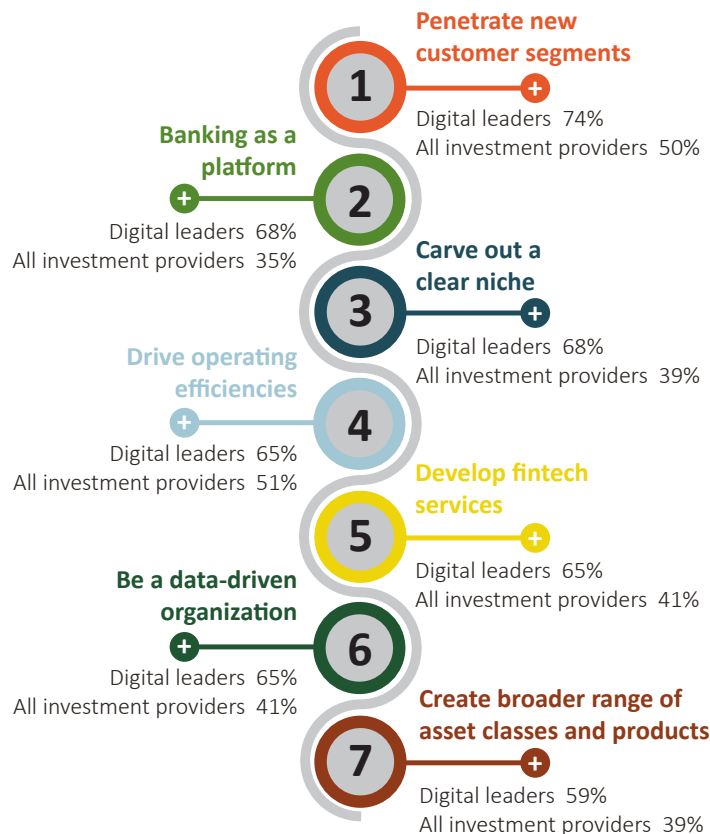 Penetrate new
customer segments
1
+
Digital leaders 74%
All investment providers 50%
Banking as a
platform
2
+
Digital leaders 68%
All investment providers 35%
Carve out a
clear niche
3
+
Digital leaders 68%
All investment providers 39%
Drive operating
efficiencies
4
+
Digital leaders 65%
All investment providers 51%
Develop fintech
services
5
+
Digital leaders 65%
All investment providers 41%
Be a data-driven
organization
6
+
Digital leaders 65%
All investment providers 41%
Create broader range of
asset classes and products
7
+
Digital leaders 59%
All investment providers 39%